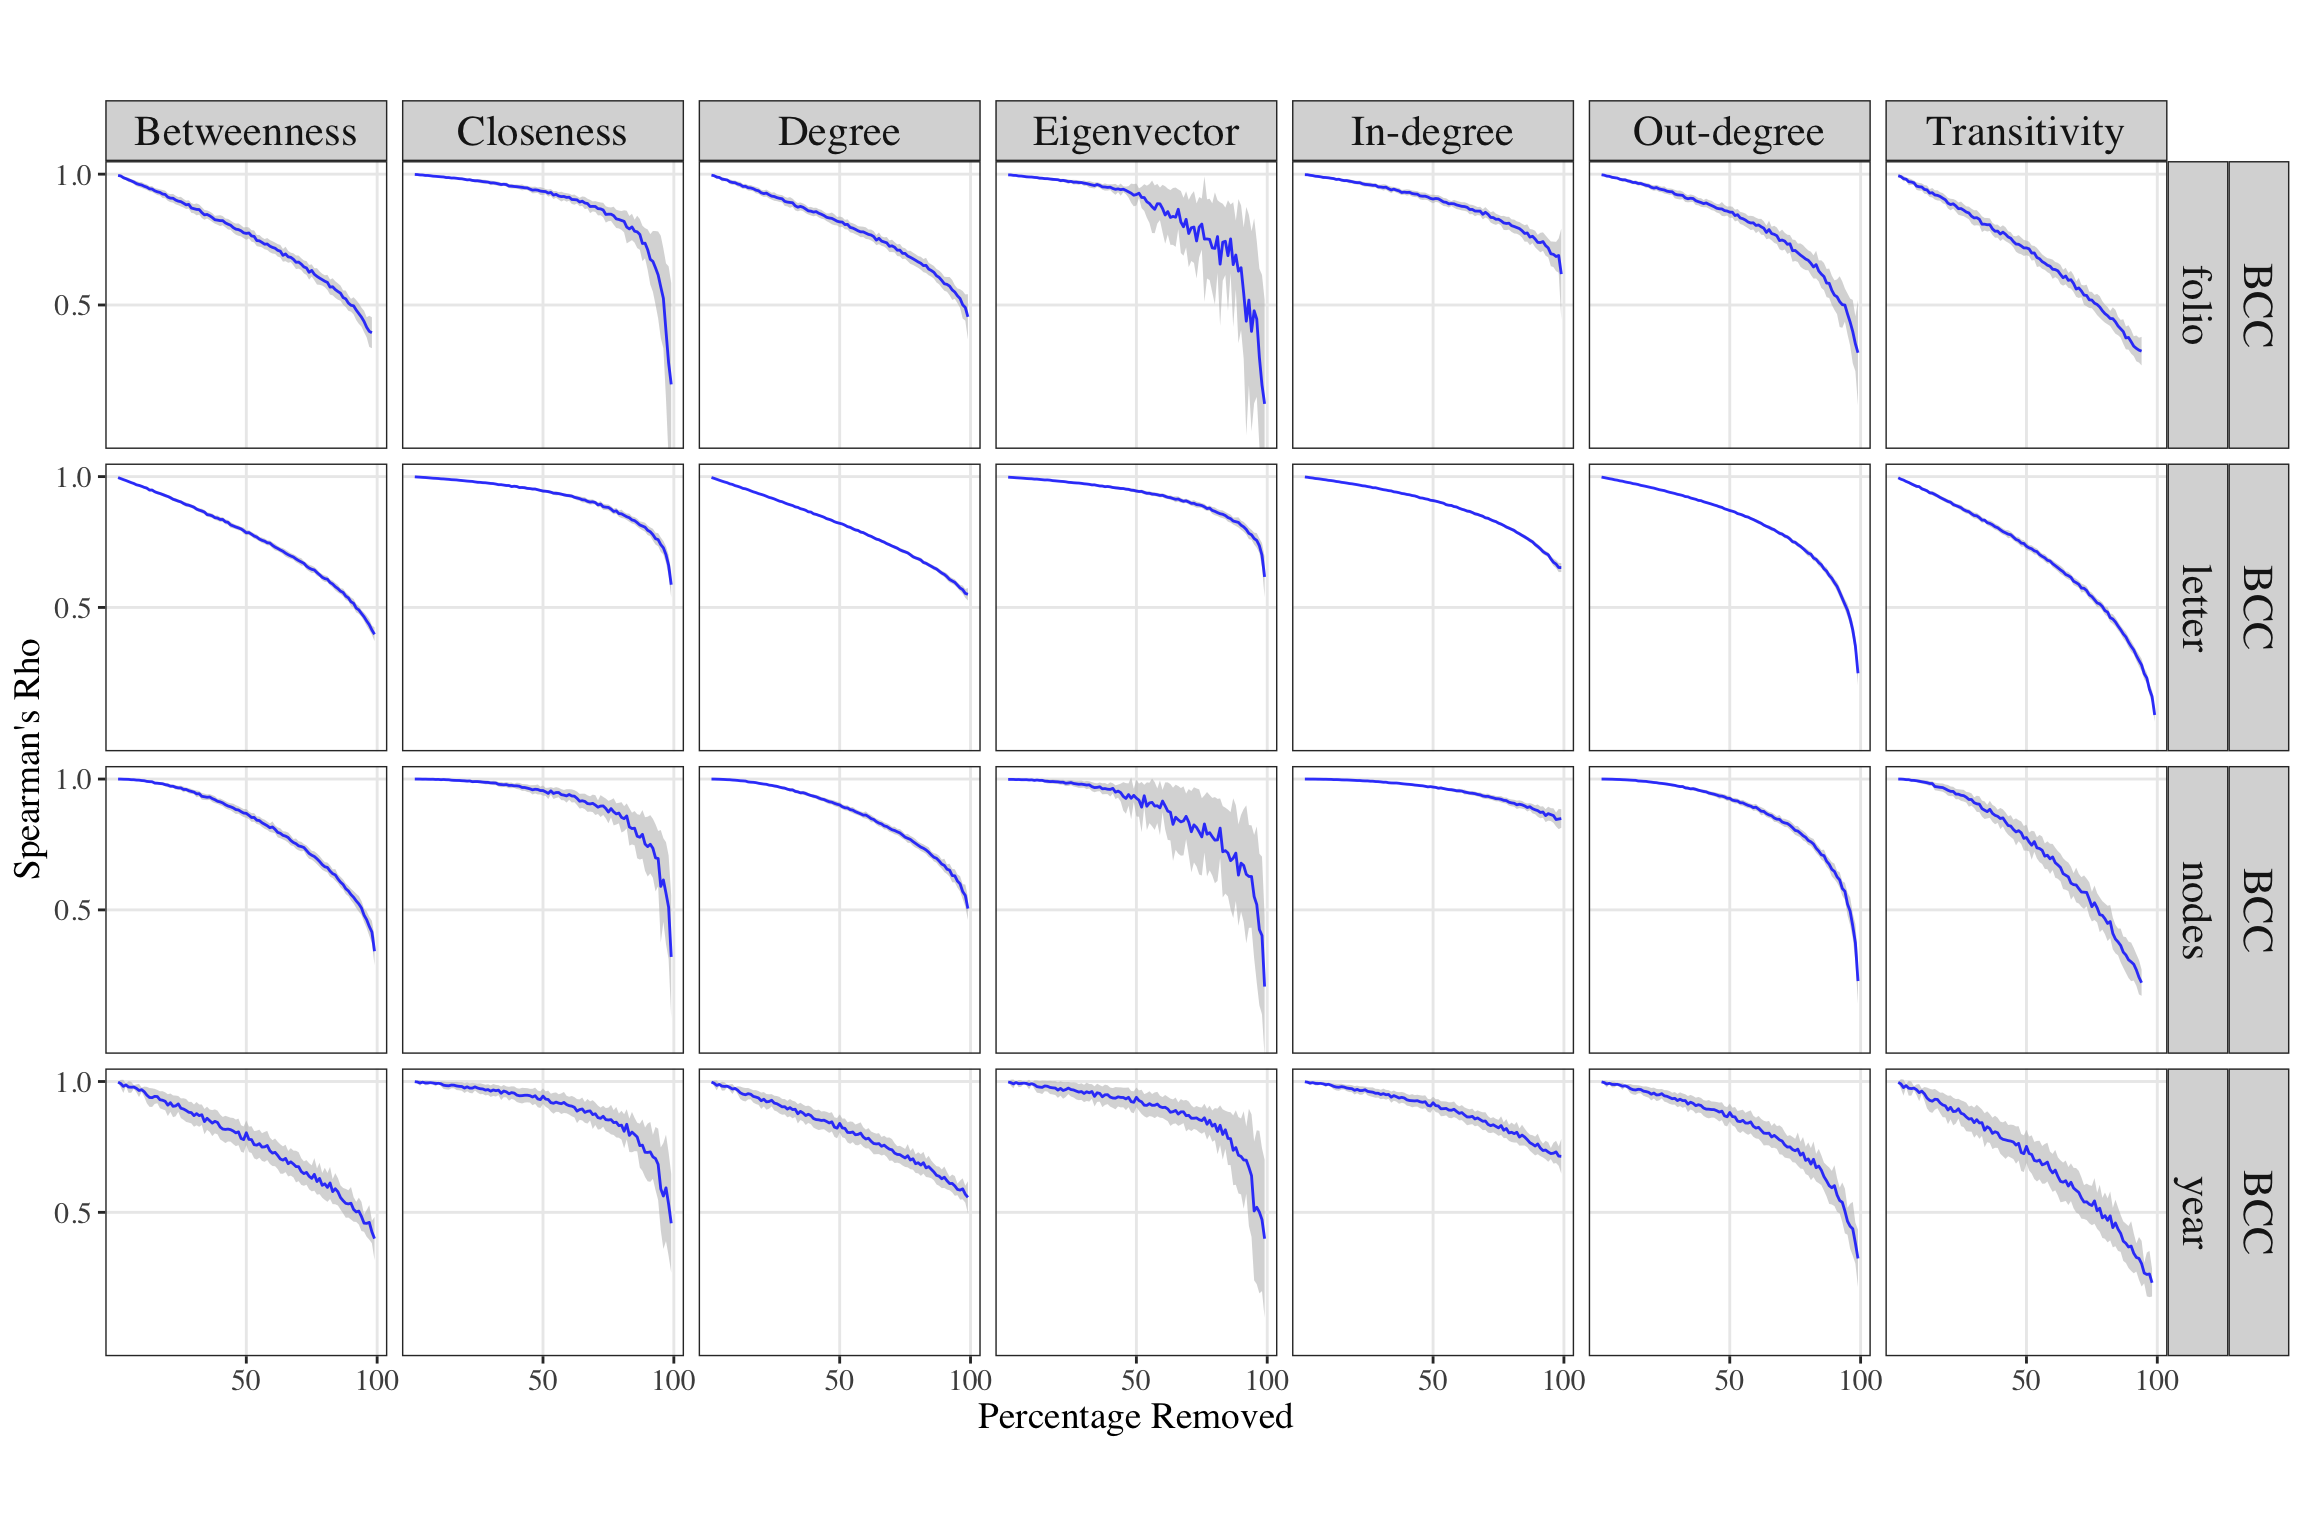 Betweenness Closeness Degree Eigenvector In-degree Out-degree Transitivity
1.0
0.5
folio BCC
1.0
0.5
letter BCC
Spearman's Rho
1.0
0.5
nodes BCC
1.0
0.5
year BCC
50 100 50 100 50 100 50 100 50 100 50 100 50 100
Percentage Removed